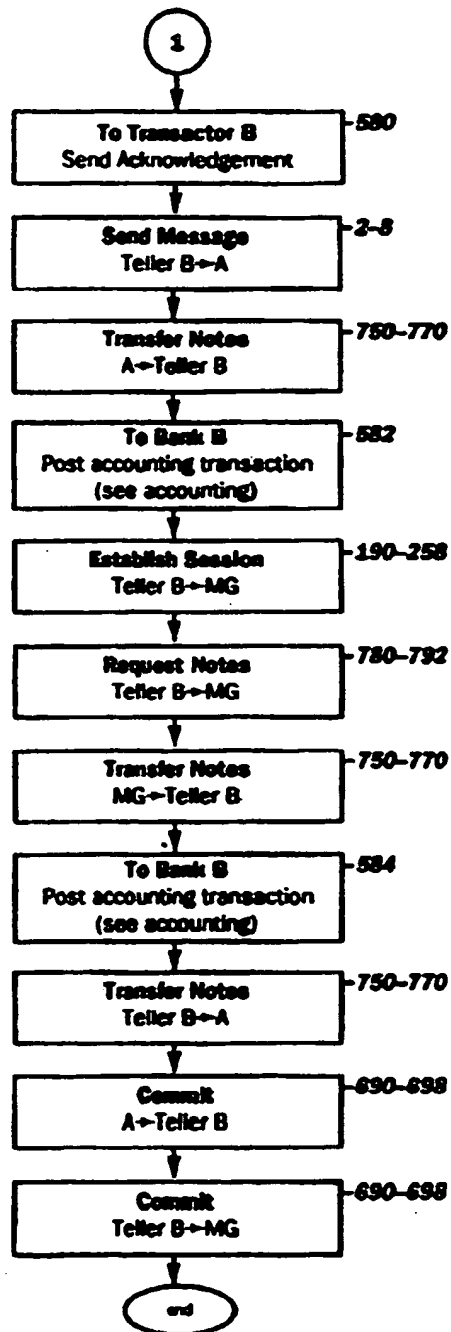 1
To Transactor B
Send Acknowledgement
580
Send Message
Teller B→A
2–8
Transfer Notes
A→Teller B
750–770
To Bank B
Post accounting transaction
(see accounting)
582
Establish Session
Teller B→MG
190–258
Request Notes
Teller B→MG
780–792
Transfer Notes
MG→Teller B
750–770
To Bank B
Post accounting transaction
(see accounting)
584
Transfer Notes
Teller B→A
750–770
Commit
A→Teller B
690–698
Commit
Teller B→MG
690–698
end